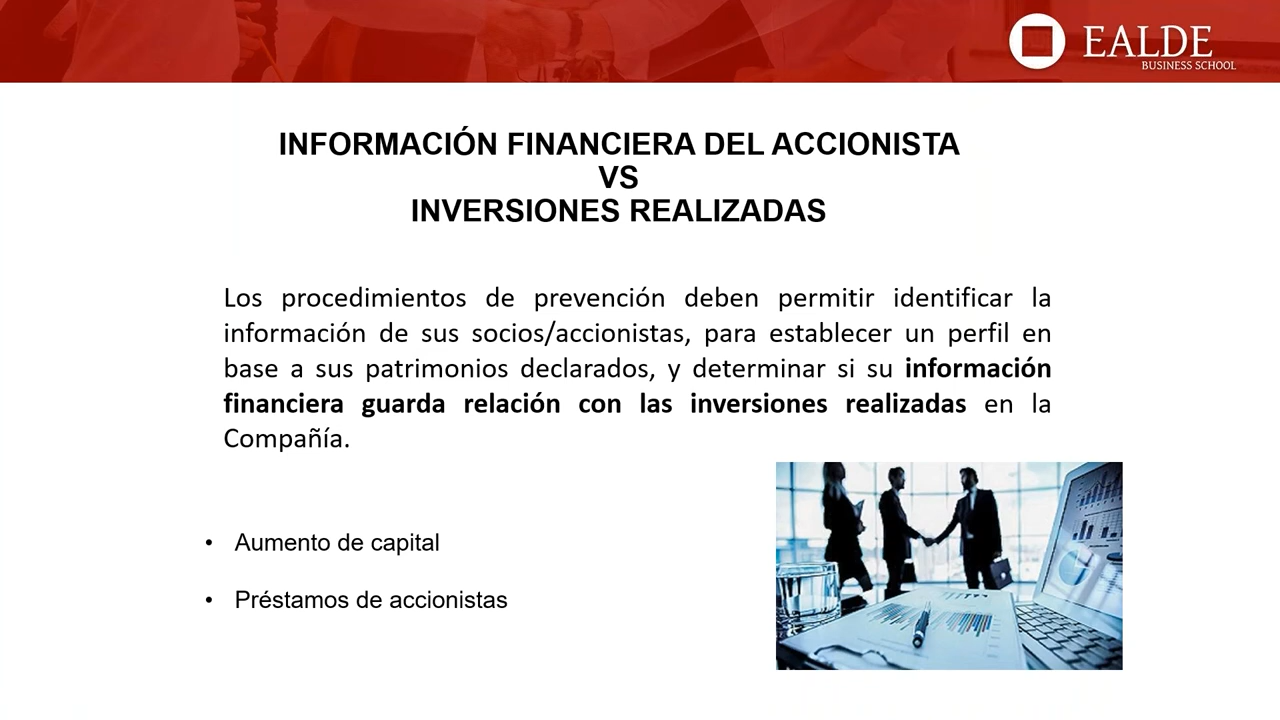 EALDE
BUSINESS SCHOOL
INFORMACIÓN FINANCIERA DEL ACCIONISTA
VS
INVERSIONES REALIZADAS
Los procedimientos de prevención deben permitir identificar la
información de sus socios/accionistas, para establecer un perfil en
base a sus patrimonios declarados, y determinar si su información
financiera guarda relación con las inversiones realizadas en la
Compañía.
• Aumento de capital
• Préstamos de accionistas